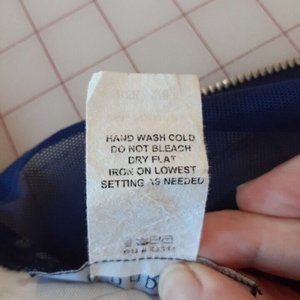 HAND WASH COLD
DO NOT BLEACH
DRY FLAT
IRON ON LOWEST
SETTING AS NEEDED